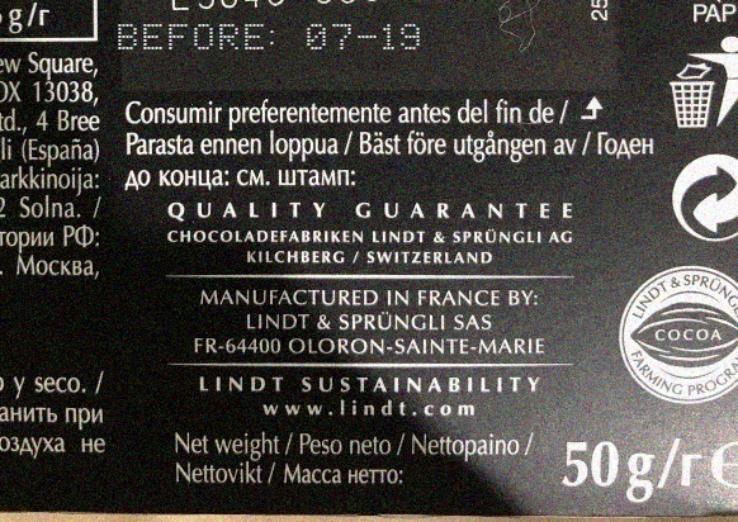 g/г
PAP
25
BEFORE: 07-19
ew Square,
OX 13038,
td., 4 Bree
li (España)
arkkinoija:
2 Solna. /
тории РФ:
. Москва,
Consumir preferentemente antes del fin de /
Parasta ennen loppua / Bäst före utgången av / Годен
до конца: см. штамп:
QUALITY GUARANTEE
CHOCOLADEFABRIKEN LINDT & SPRÜNGLI AG
KILCHBERG / SWITZERLAND
MANUFACTURED IN FRANCE BY:
LINDT & SPRÜNGLI SAS
FR-64400 OLORON-SAINTE-MARIE
LINDT SUSTAINABILITY
www.lindt.com
LINDT & SPRÜNGL
COCOA
FARMING PROGRA
o y seco. /
анить при
оздуха не
Net weight / Peso neto / Nettopaino /
Nettovikt / Масса нетто:
50 g/г e